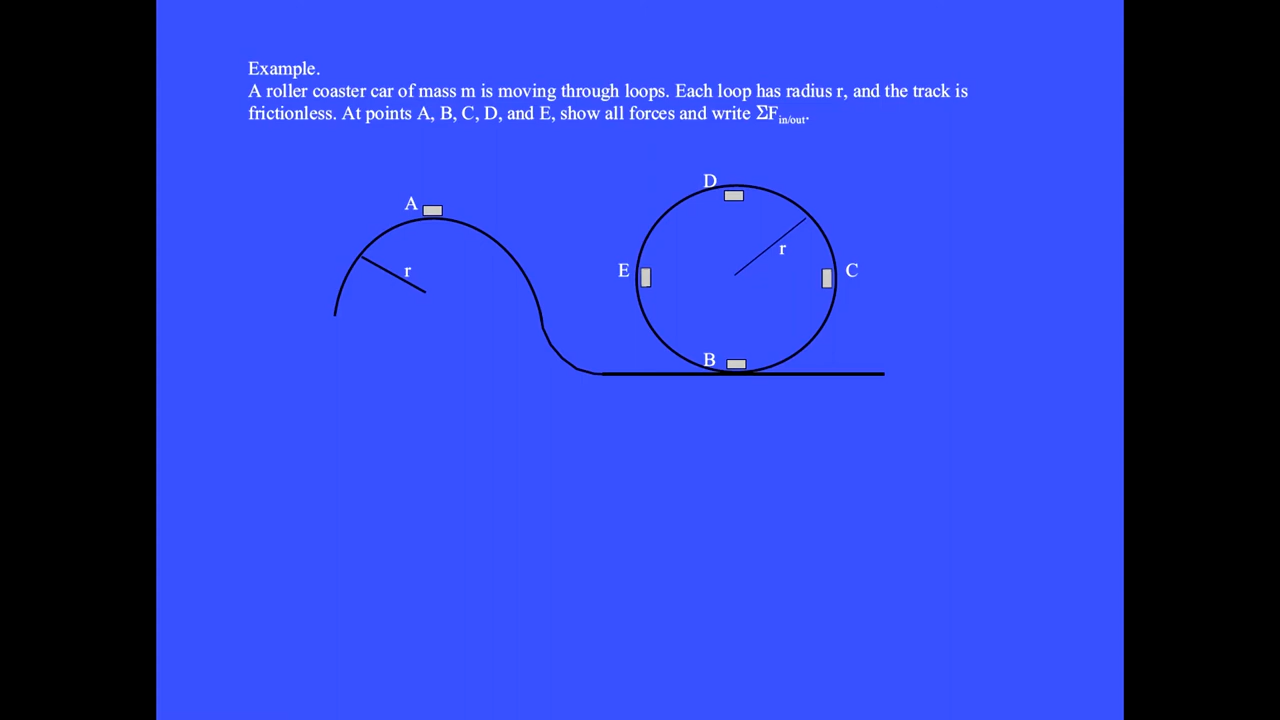 Example.
A roller coaster car of mass m is moving through loops. Each loop has radius r, and the track is
frictionless. At points A, B, C, D, and E, show all forces and write ΣFin/out.
D
A
r
E
C
r
B